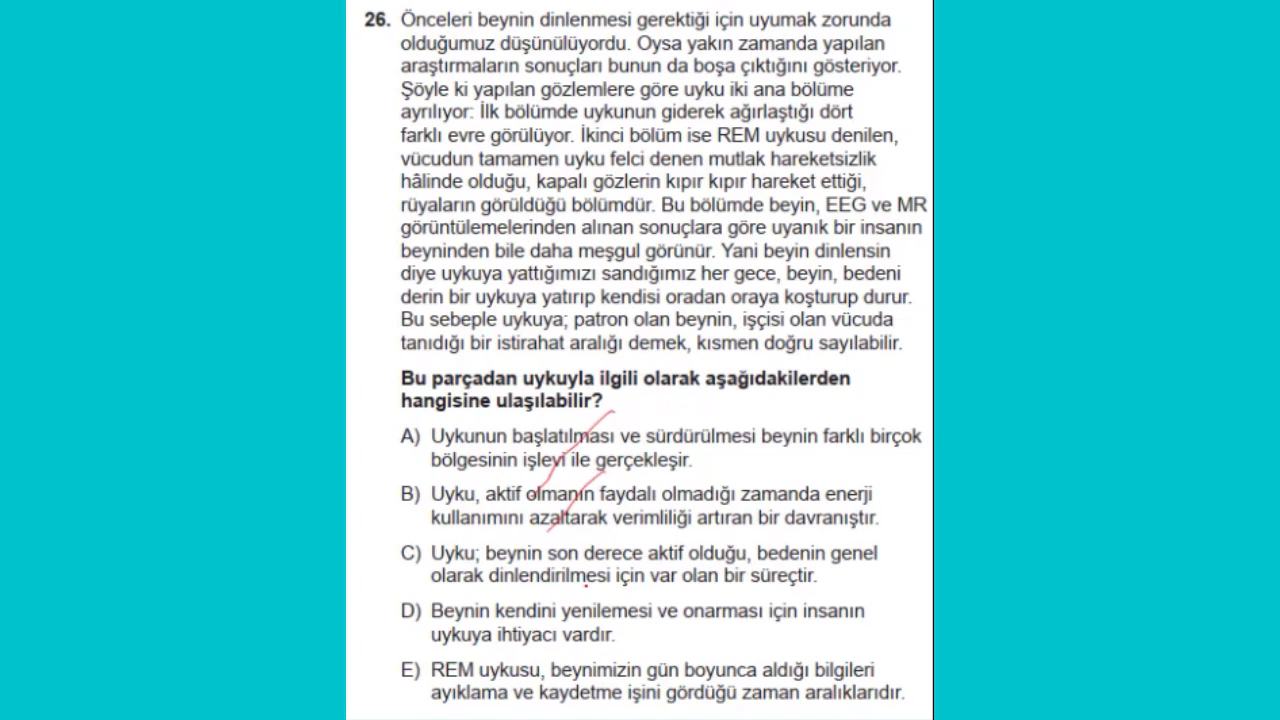 26. Önceleri beynin dinlenmesi gerektiği için uyumak zorunda
olduğumuz düşünülüyordu. Oysa yakın zamanda yapılan
araştırmaların sonuçları bunun da boşa çıktığını gösteriyor.
Şöyle ki yapılan gözlemlere göre uyku iki ana bölüme
ayrılıyor: İlk bölümde uykunun giderek ağırlaştığı dört
farklı evre görülüyor. İkinci bölüm ise REM uykusu denilen,
vücudun tamamen uyku felci denen mutlak hareketsizlik
hâlinde olduğu, kapalı gözlerin kıpır kıpır hareket ettiği,
rüyaların görüldüğü bölümdür. Bu bölümde beyin, EEG ve MR
görüntülemelerinden alınan sonuçlara göre uyanık bir insanın
beyninden bile daha meşgul görünür. Yani beyin dinlensin
diye uykuya yattığımızı sandığımız her gece, beyin, bedeni
derin bir uykuya yatırıp kendisi oradan oraya koşturup durur.
Bu sebeple uykuya; patron olan beynin, işçisi olan vücuda
tanıdığı bir istirahat aralığı demek, kısmen doğru sayılabilir.
Bu parçadan uykuyla ilgili olarak aşağıdakilerden
hangisine ulaşılabilir?
A) Uykunun başlatılması ve sürdürülmesi beynin farklı birçok
bölgesinin işlevi ile gerçekleşir.
B) Uyku, aktif olmanın faydalı olmadığı zamanda enerji
kullanımını azaltarak verimliliği artıran bir davranıştır.
C) Uyku; beynin son derece aktif olduğu, bedenin genel
olarak dinlendirilmesi için var olan bir süreçtir.
D) Beynin kendini yenilemesi ve onarması için insanın
uykuya ihtiyacı vardır.
E) REM uykusu, beynimizin gün boyunca aldığı bilgileri
ayıklama ve kaydetme işini gördüğü zaman aralıklarıdır.